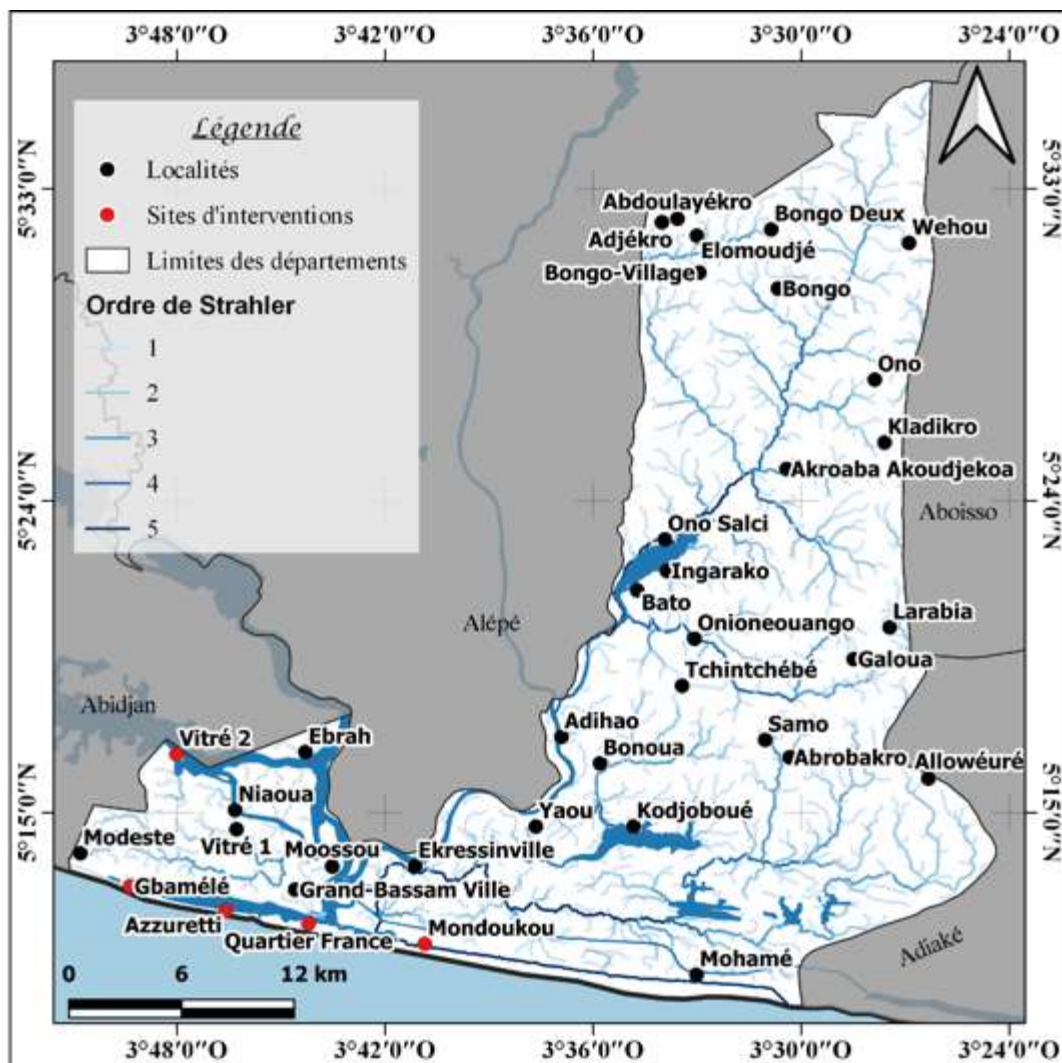 3°48'0"O 3°42'0"O 3°36'0"O 3°30'0"O 3°24'0"O
Légende
Localités
Sites d'interventions
Limites des départements
Ordre de Strahler
1
2
3
4
5
5°33'0"N
5°24'0"N
5°15'0"N
5°33'0"N
5°24'0"N
5°15'0"N
Abdoulayékro
Bongo Deux
Wehou
Adjékro
Elomoudjé
Bongo-Village
Bongo
Ono
Kladikro
Akroaba Akoudjekoa
Aboisso
Ono Salci
Ingarako
Bato
Onioneouango
Larabia
Alépé
Galoua
Tchintchébé
Abidjan
Vitré 2
Ebrah
Adihao
Samo
Bonoua
Abrobakro
Allowéuré
Niaoua
Yaou
Kodjoboué
Modeste
Vitré 1
Moossou
Ekressinville
Gbamélé
Grand-Bassam Ville
Azzuretti
Quartier France
Mondoukou
Mohamé
Adiaké
0 6 12 km
3°48'0"O 3°42'0"O 3°36'0"O 3°30'0"O 3°24'0"O